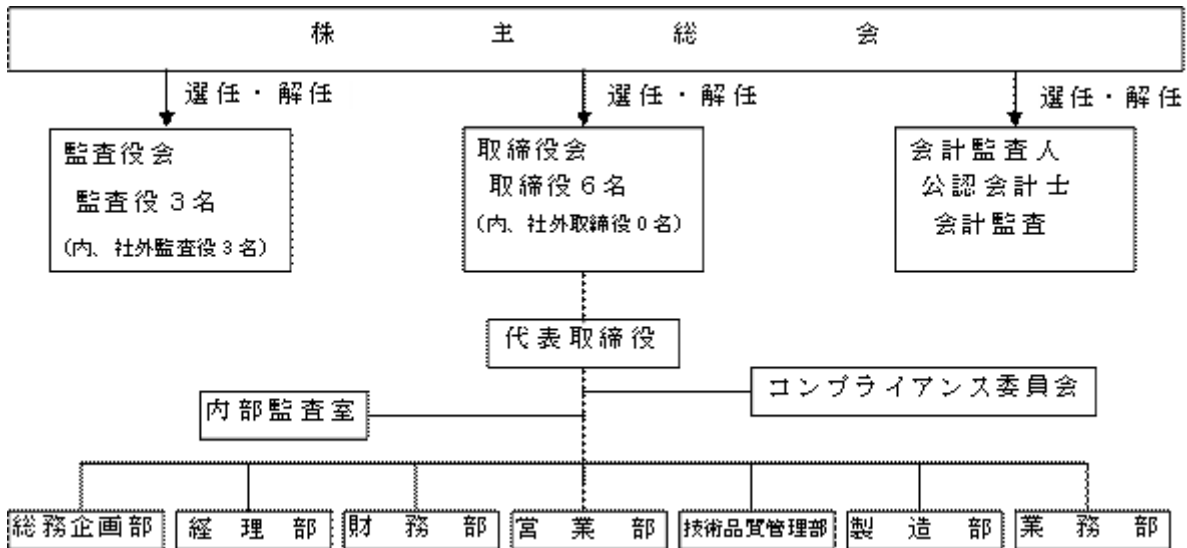 株主総会
選任・解任
選任・解任
選任・解任
監査役会
監査役３名
（内、社外監査役３名）
取締役会
取締役６名
（内、社外取締役０名）
会計監査人
公認会計士
会計監査
代表取締役
コンプライアンス委員会
内部監査室
総務企画部
経理部
財務部
営業部
技術品質管理部
製造部
業務部